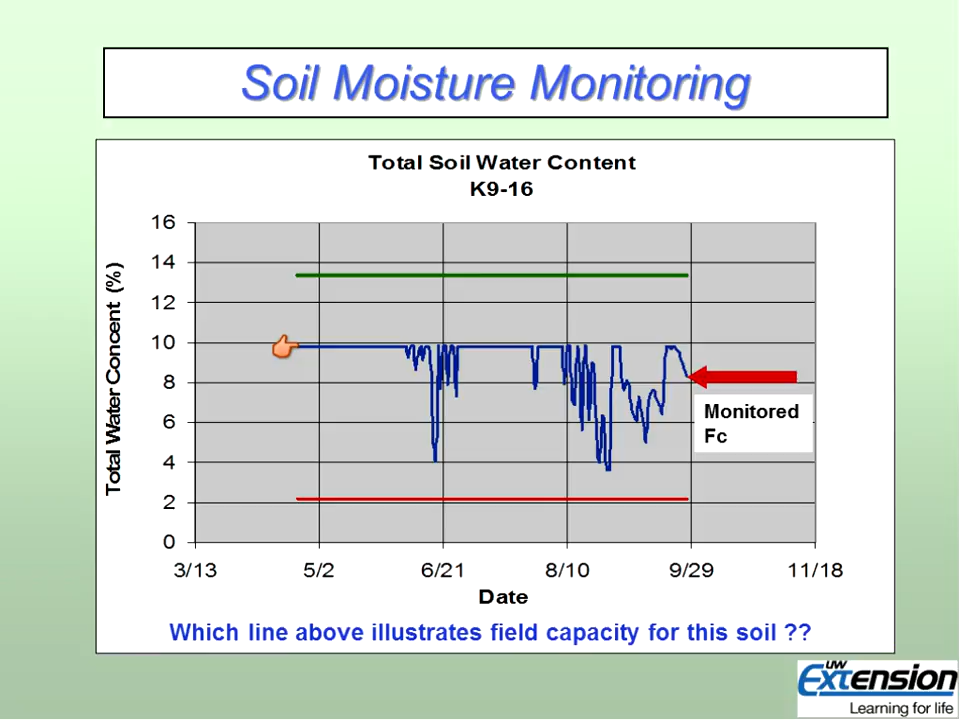 Soil Moisture Monitoring
Total Soil Water Content
K9-16
Total Water Concent (%)
16
14
12
10
8
6
4
2
0
Monitored
Fc
3/13
5/2
6/21
8/10
9/29
11/18
Date
Which line above illustrates field capacity for this soil ??
UW
Extension
Learning for life